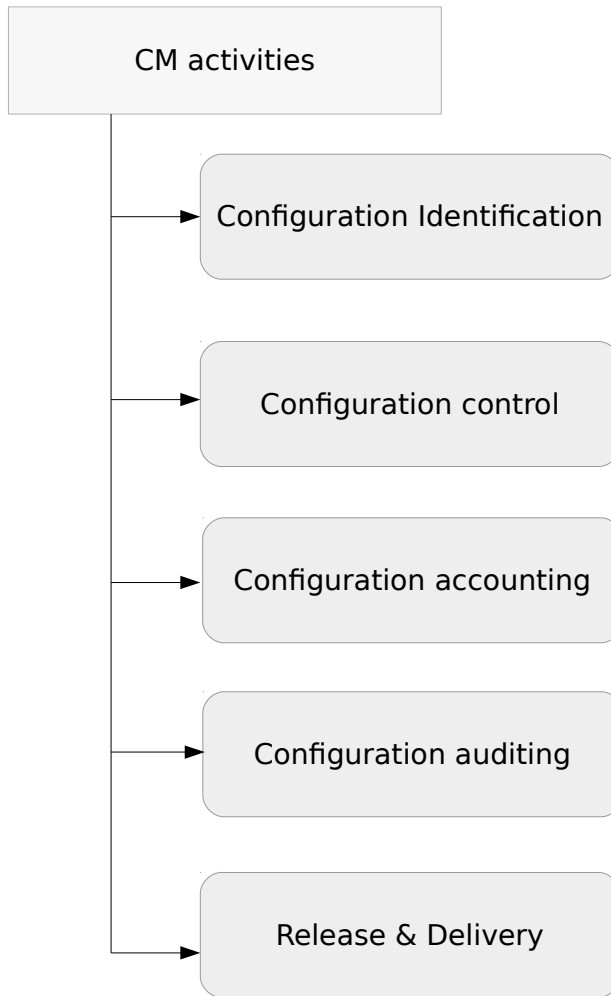 CM activities
Configuration Identification
Configuration control
Configuration accounting
Configuration auditing
Release & Delivery